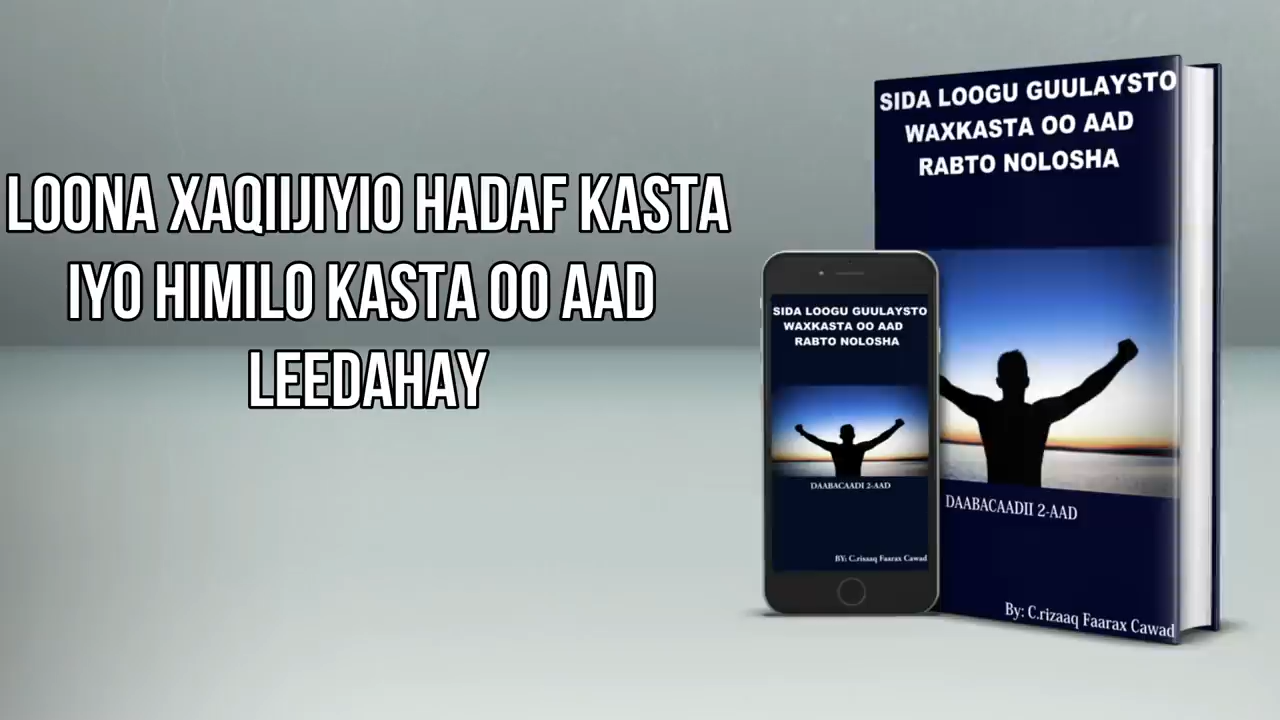 LOONA XAQIIJIYIO HADAF KASTA
IYO HIMILO KASTA OO AAD
LEEDAHAY
SIDA LOOGU GUULAYSTO
WAXKASTA OO AAD
RABTO NOLOSHA
DAABACAADII 2-AAD
By: C.rizaaq Faarax Cawad
SIDA LOOGU GUULAYSTO
WAXKASTA OO AAD
RABTO NOLOSHA
DAABACAADI 2-AAD
BY: C.risaaq Faarax Cawad